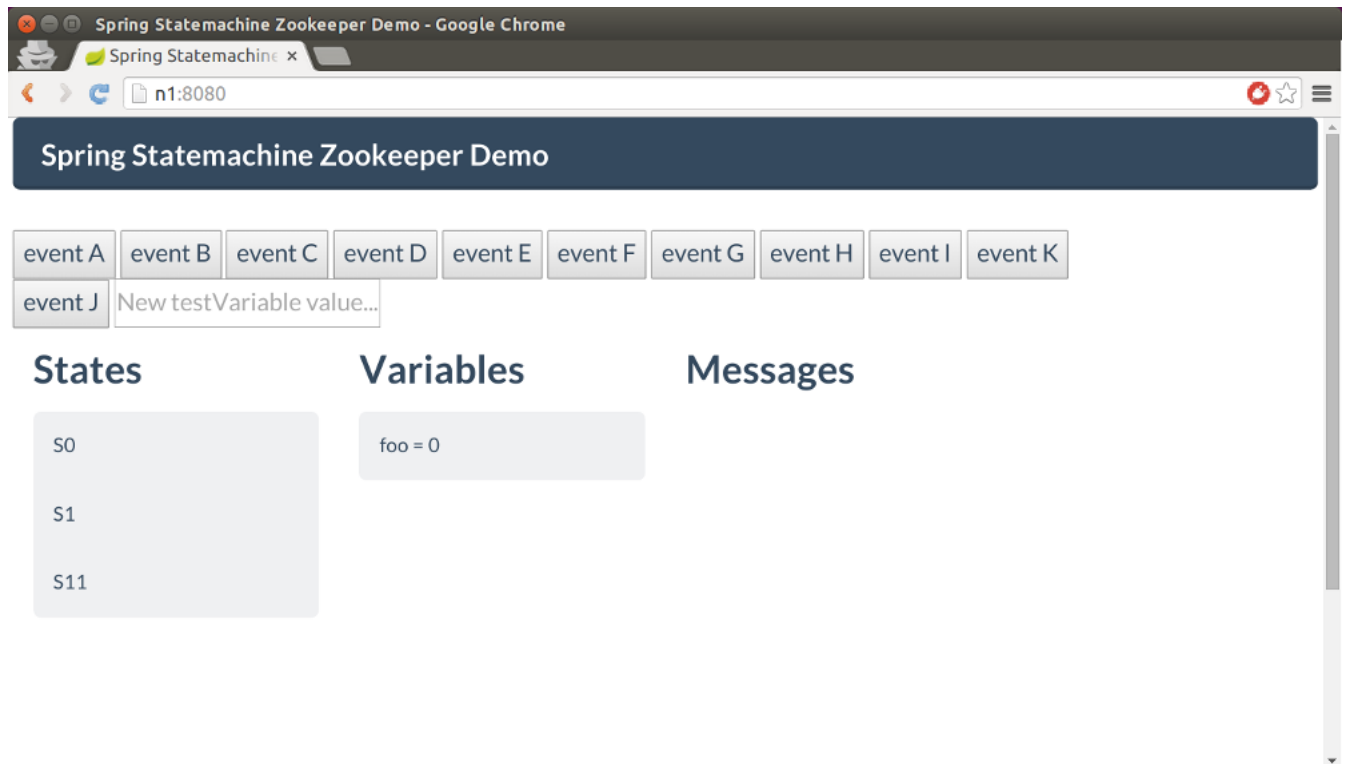 Spring Statemachine Zookeeper Demo - Google Chrome
Spring Statemachine
n1:8080
Spring Statemachine Zookeeper Demo
event A event B event C event D event E event F event G event H event I event K
event J New testVariable value...
States Variables Messages
S0 foo = 0
S1
S11